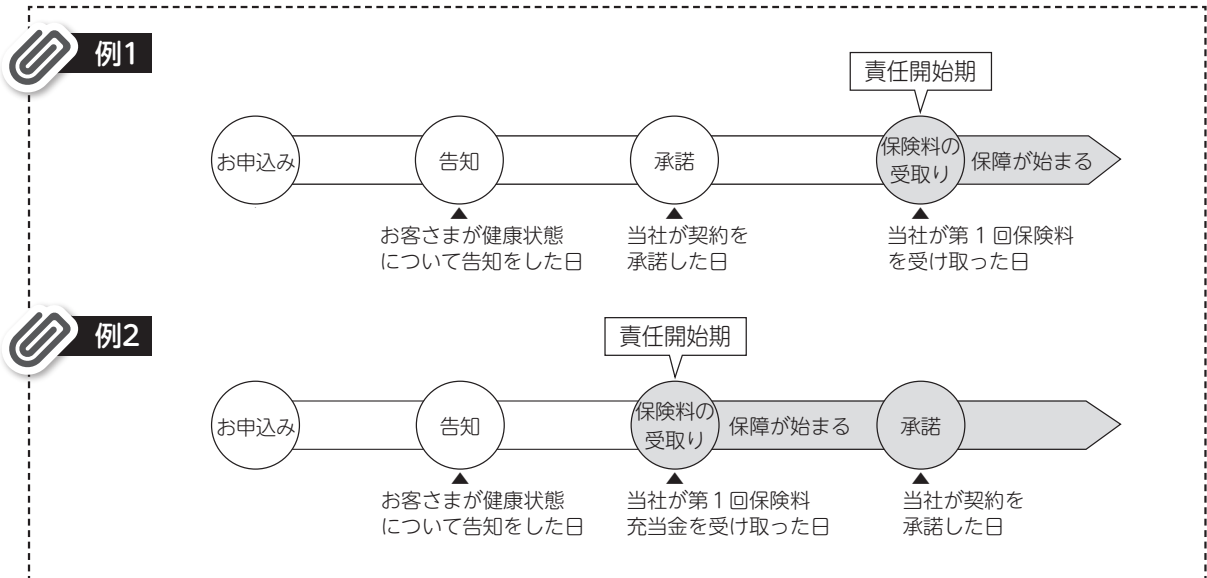 例1
責任開始期
お申込み
告知
承諾
保険料の
受取り
保障が始まる
お客さまが健康状態
について告知をした日
当社が契約を
承諾した日
当社が第1回保険料
を受け取った日
例2
責任開始期
お申込み
告知
保険料の
受取り
保障が始まる
承諾
お客さまが健康状態
について告知をした日
当社が第1回保険料
充当金を受け取った日
当社が契約を
承諾した日